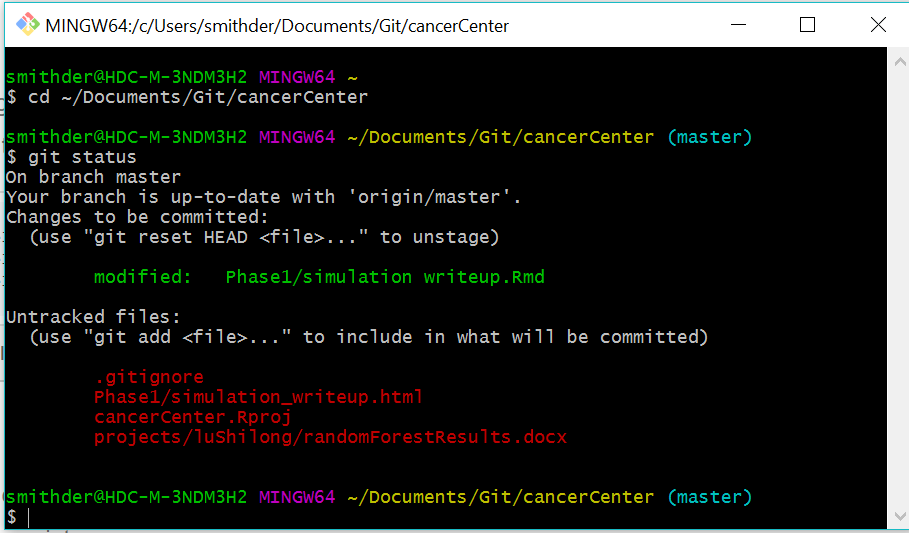 MINGW64:/c/Users/smithder/Documents/Git/cancerCenter
smithder@HDC-M-3NDM3H2 MINGW64 ~
$ cd ~/Documents/Git/cancerCenter
smithder@HDC-M-3NDM3H2 MINGW64 ~/Documents/Git/cancerCenter (master)
$ git status
On branch master
Your branch is up-to-date with 'origin/master'.
Changes to be committed:
(use "git reset HEAD <file>..." to unstage)
modified: Phase1/simulation writeup.Rmd
Untracked files:
(use "git add <file>..." to include in what will be committed)
.gitignore
Phase1/simulation_writeup.html
cancerCenter.Rproj
projects/luShilong/randomForestResults.docx
smithder@HDC-M-3NDM3H2 MINGW64 ~/Documents/Git/cancerCenter (master)
$